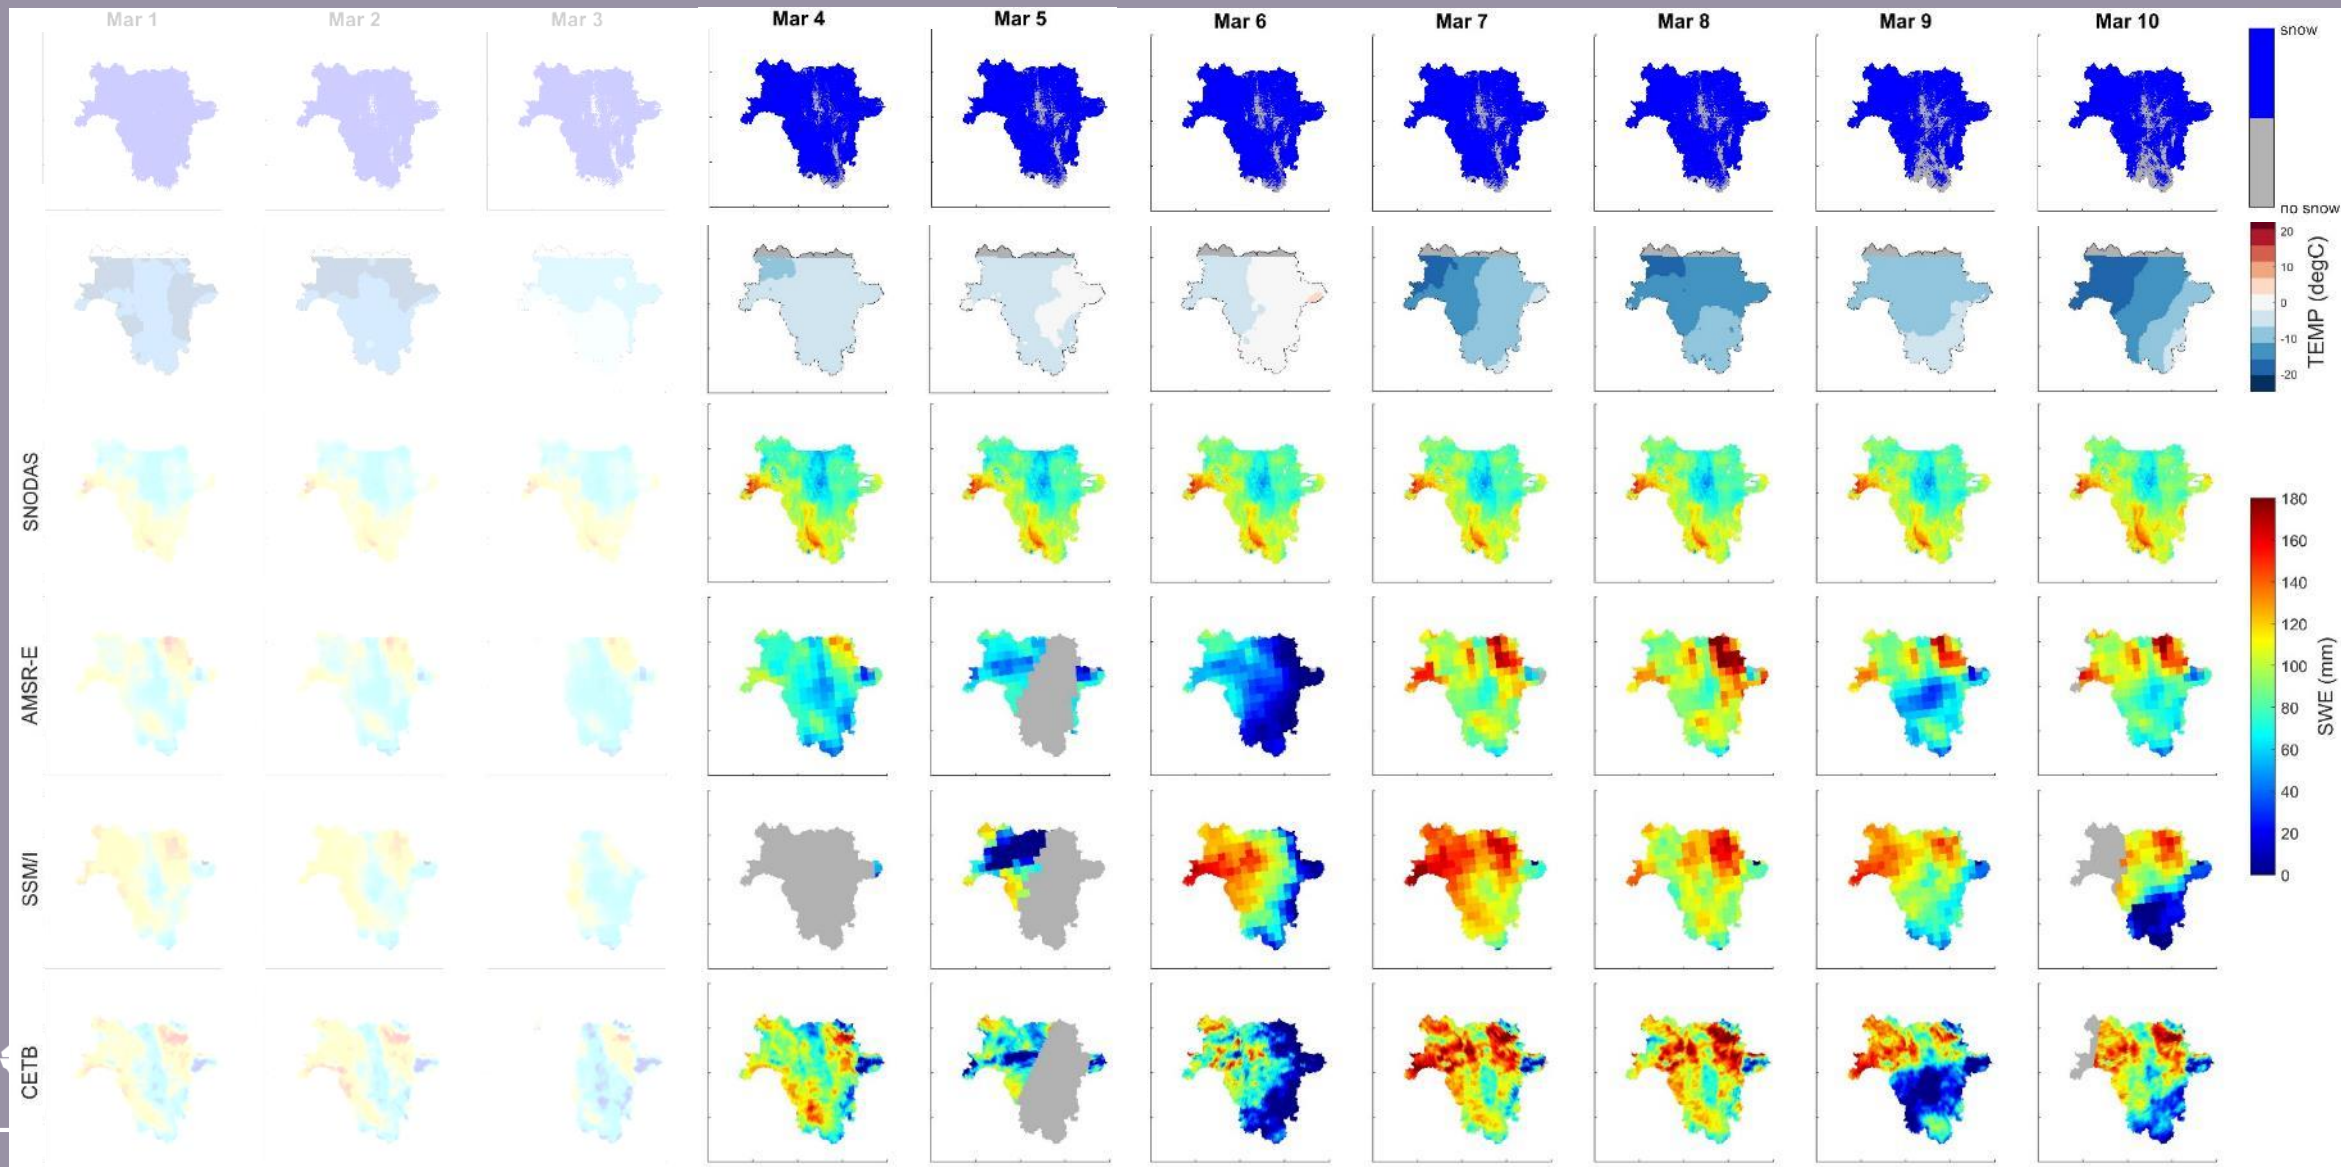 Mar 1 Mar 2 Mar 3 Mar 4 Mar 5 Mar 6 Mar 7 Mar 8 Mar 9 Mar 10
snow
no snow
20
10
0
-10
-20
TEMP (degC)
SNODAS
AMSR-E
SSM/I
CETB
180
160
140
120
100
80
60
40
20
0
SWE (mm)